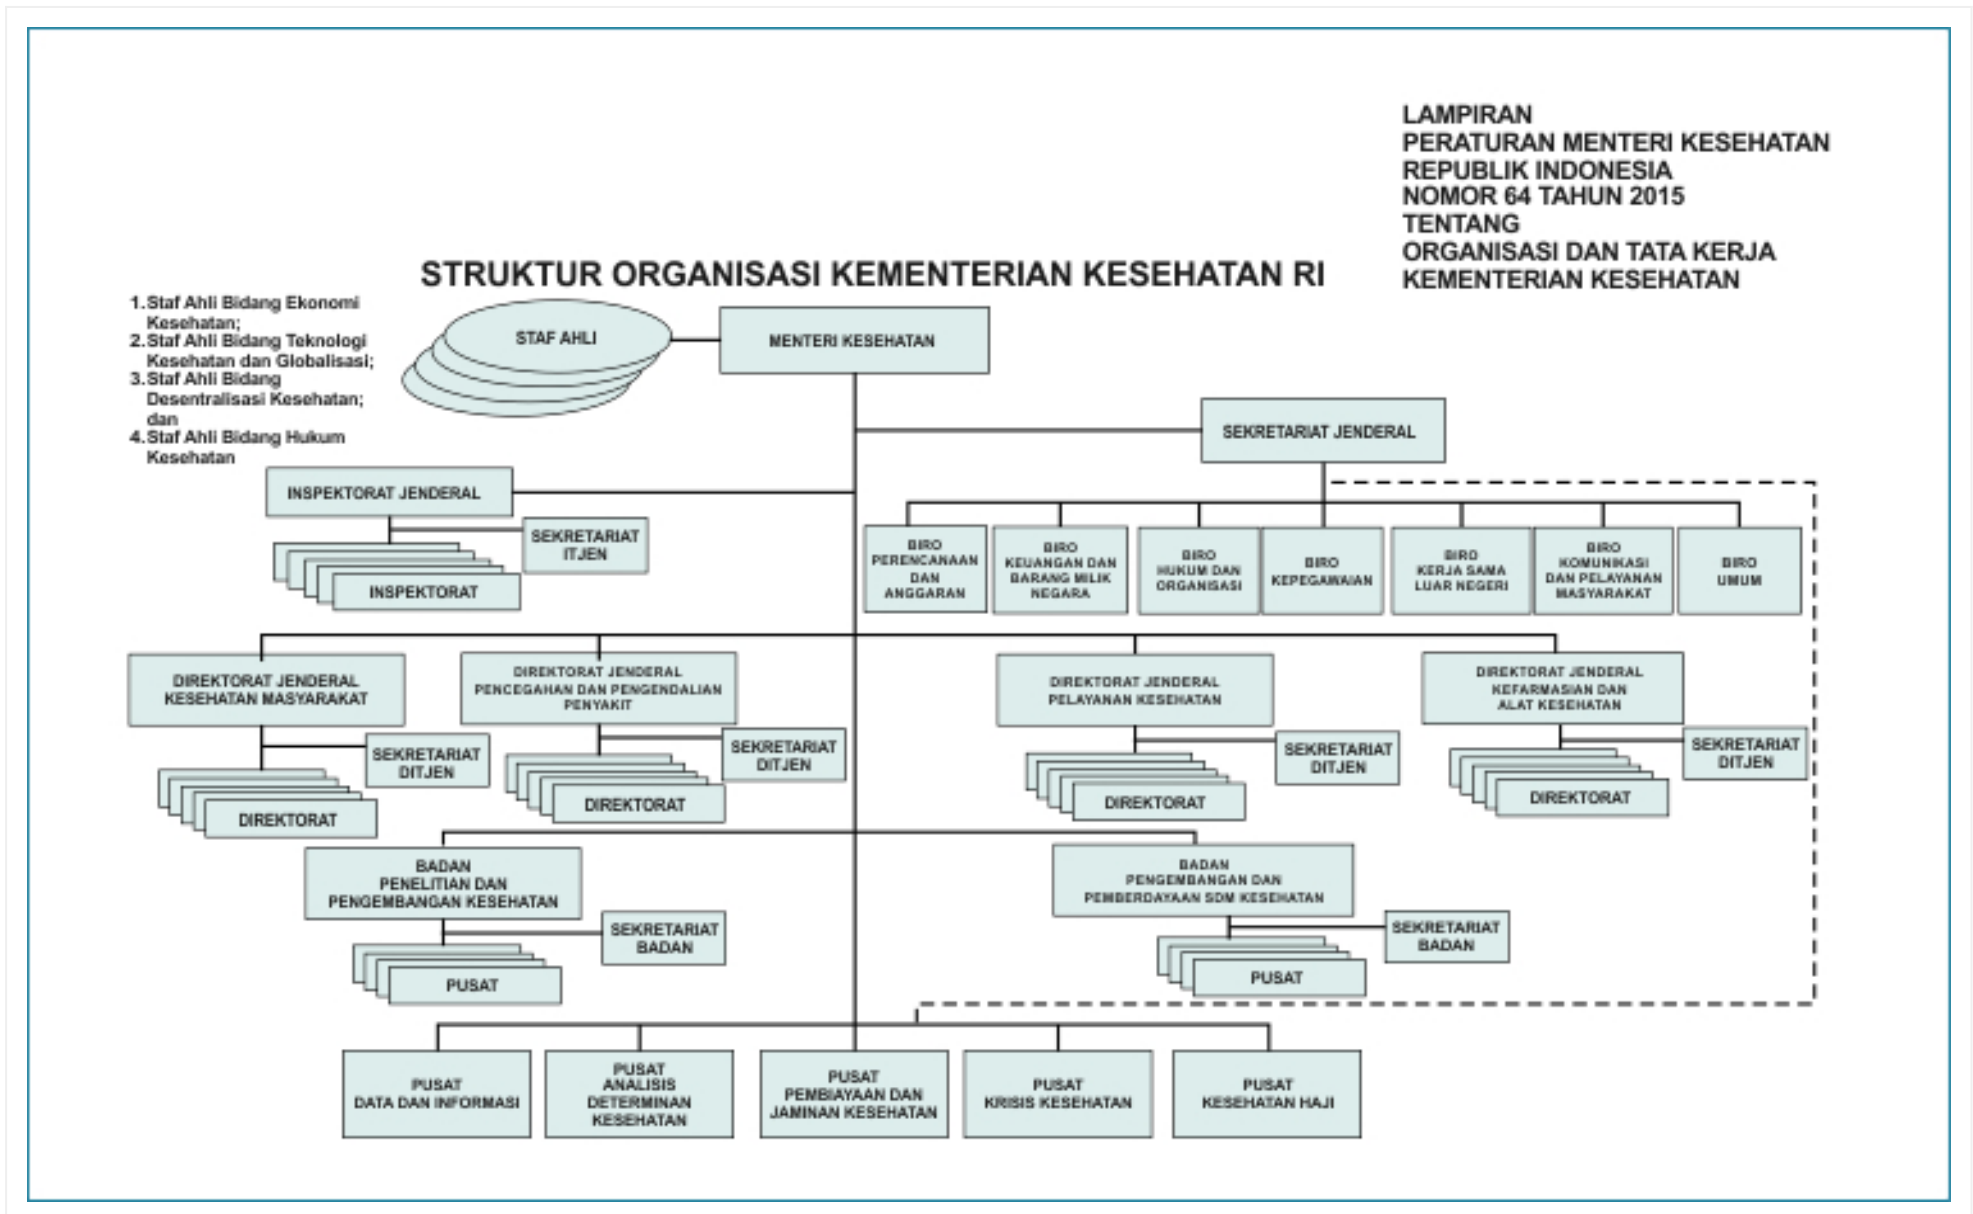 LAMPIRAN
PERATURAN MENTERI KESEHATAN
REPUBLIK INDONESIA
NOMOR 64 TAHUN 2015
TENTANG
ORGANISASI DAN TATA KERJA
KEMENTERIAN KESEHATAN
STRUKTUR ORGANISASI KEMENTERIAN KESEHATAN RI
1. Staf Ahli Bidang Ekonomi
Kesehatan;
2. Staf Ahli Bidang Teknologi
Kesehatan dan Globalisasi;
3. Staf Ahli Bidang
Desentralisasi Kesehatan;
dan
4. Staf Ahli Bidang Hukum
Kesehatan
STAF AHLI
MENTERI KESEHATAN
SEKRETARIAT JENDERAL
INSPEKTORAT JENDERAL
SEKRETARIAT
ITJEN
INSPEKTORAT
BIRO
PERENCANAAN
DAN
ANGGARAN
BIRO
KEUANGAN DAN
BARANG MILIK
NEGARA
BIRO
HUKUM DAN
ORGANISASI
BIRO
KEPEGAWAIAN
BIRO
KERJA SAMA
LUAR NEGERI
BIRO
KOMUNIKASI
DAN PELAYANAN
MASYARAKAT
BIRO
UMUM
DIREKTORAT JENDERAL
KESEHATAN MASYARAKAT
SEKRETARIAT
DITJEN
DIREKTORAT
DIREKTORAT JENDERAL
PENCEGAHAN DAN PENGENDALIAN
PENYAKIT
SEKRETARIAT
DITJEN
DIREKTORAT
DIREKTORAT JENDERAL
PELAYANAN KESEHATAN
SEKRETARIAT
DITJEN
DIREKTORAT
DIREKTORAT JENDERAL
KEFARMASIAN DAN
ALAT KESEHATAN
SEKRETARIAT
DITJEN
DIREKTORAT
BADAN
PENELITIAN DAN
PENGEMBANGAN KESEHATAN
SEKRETARIAT
BADAN
PUSAT
BADAN
PENGEMBANGAN DAN
PEMBERDAYAAN SDM KESEHATAN
SEKRETARIAT
BADAN
PUSAT
PUSAT
DATA DAN INFORMASI
PUSAT
ANALISIS
DETERMINAN
KESEHATAN
PUSAT
PEMBIAYAAN DAN
JAMINAN KESEHATAN
PUSAT
KRISIS KESEHATAN
PUSAT
KESEHATAN HAJI